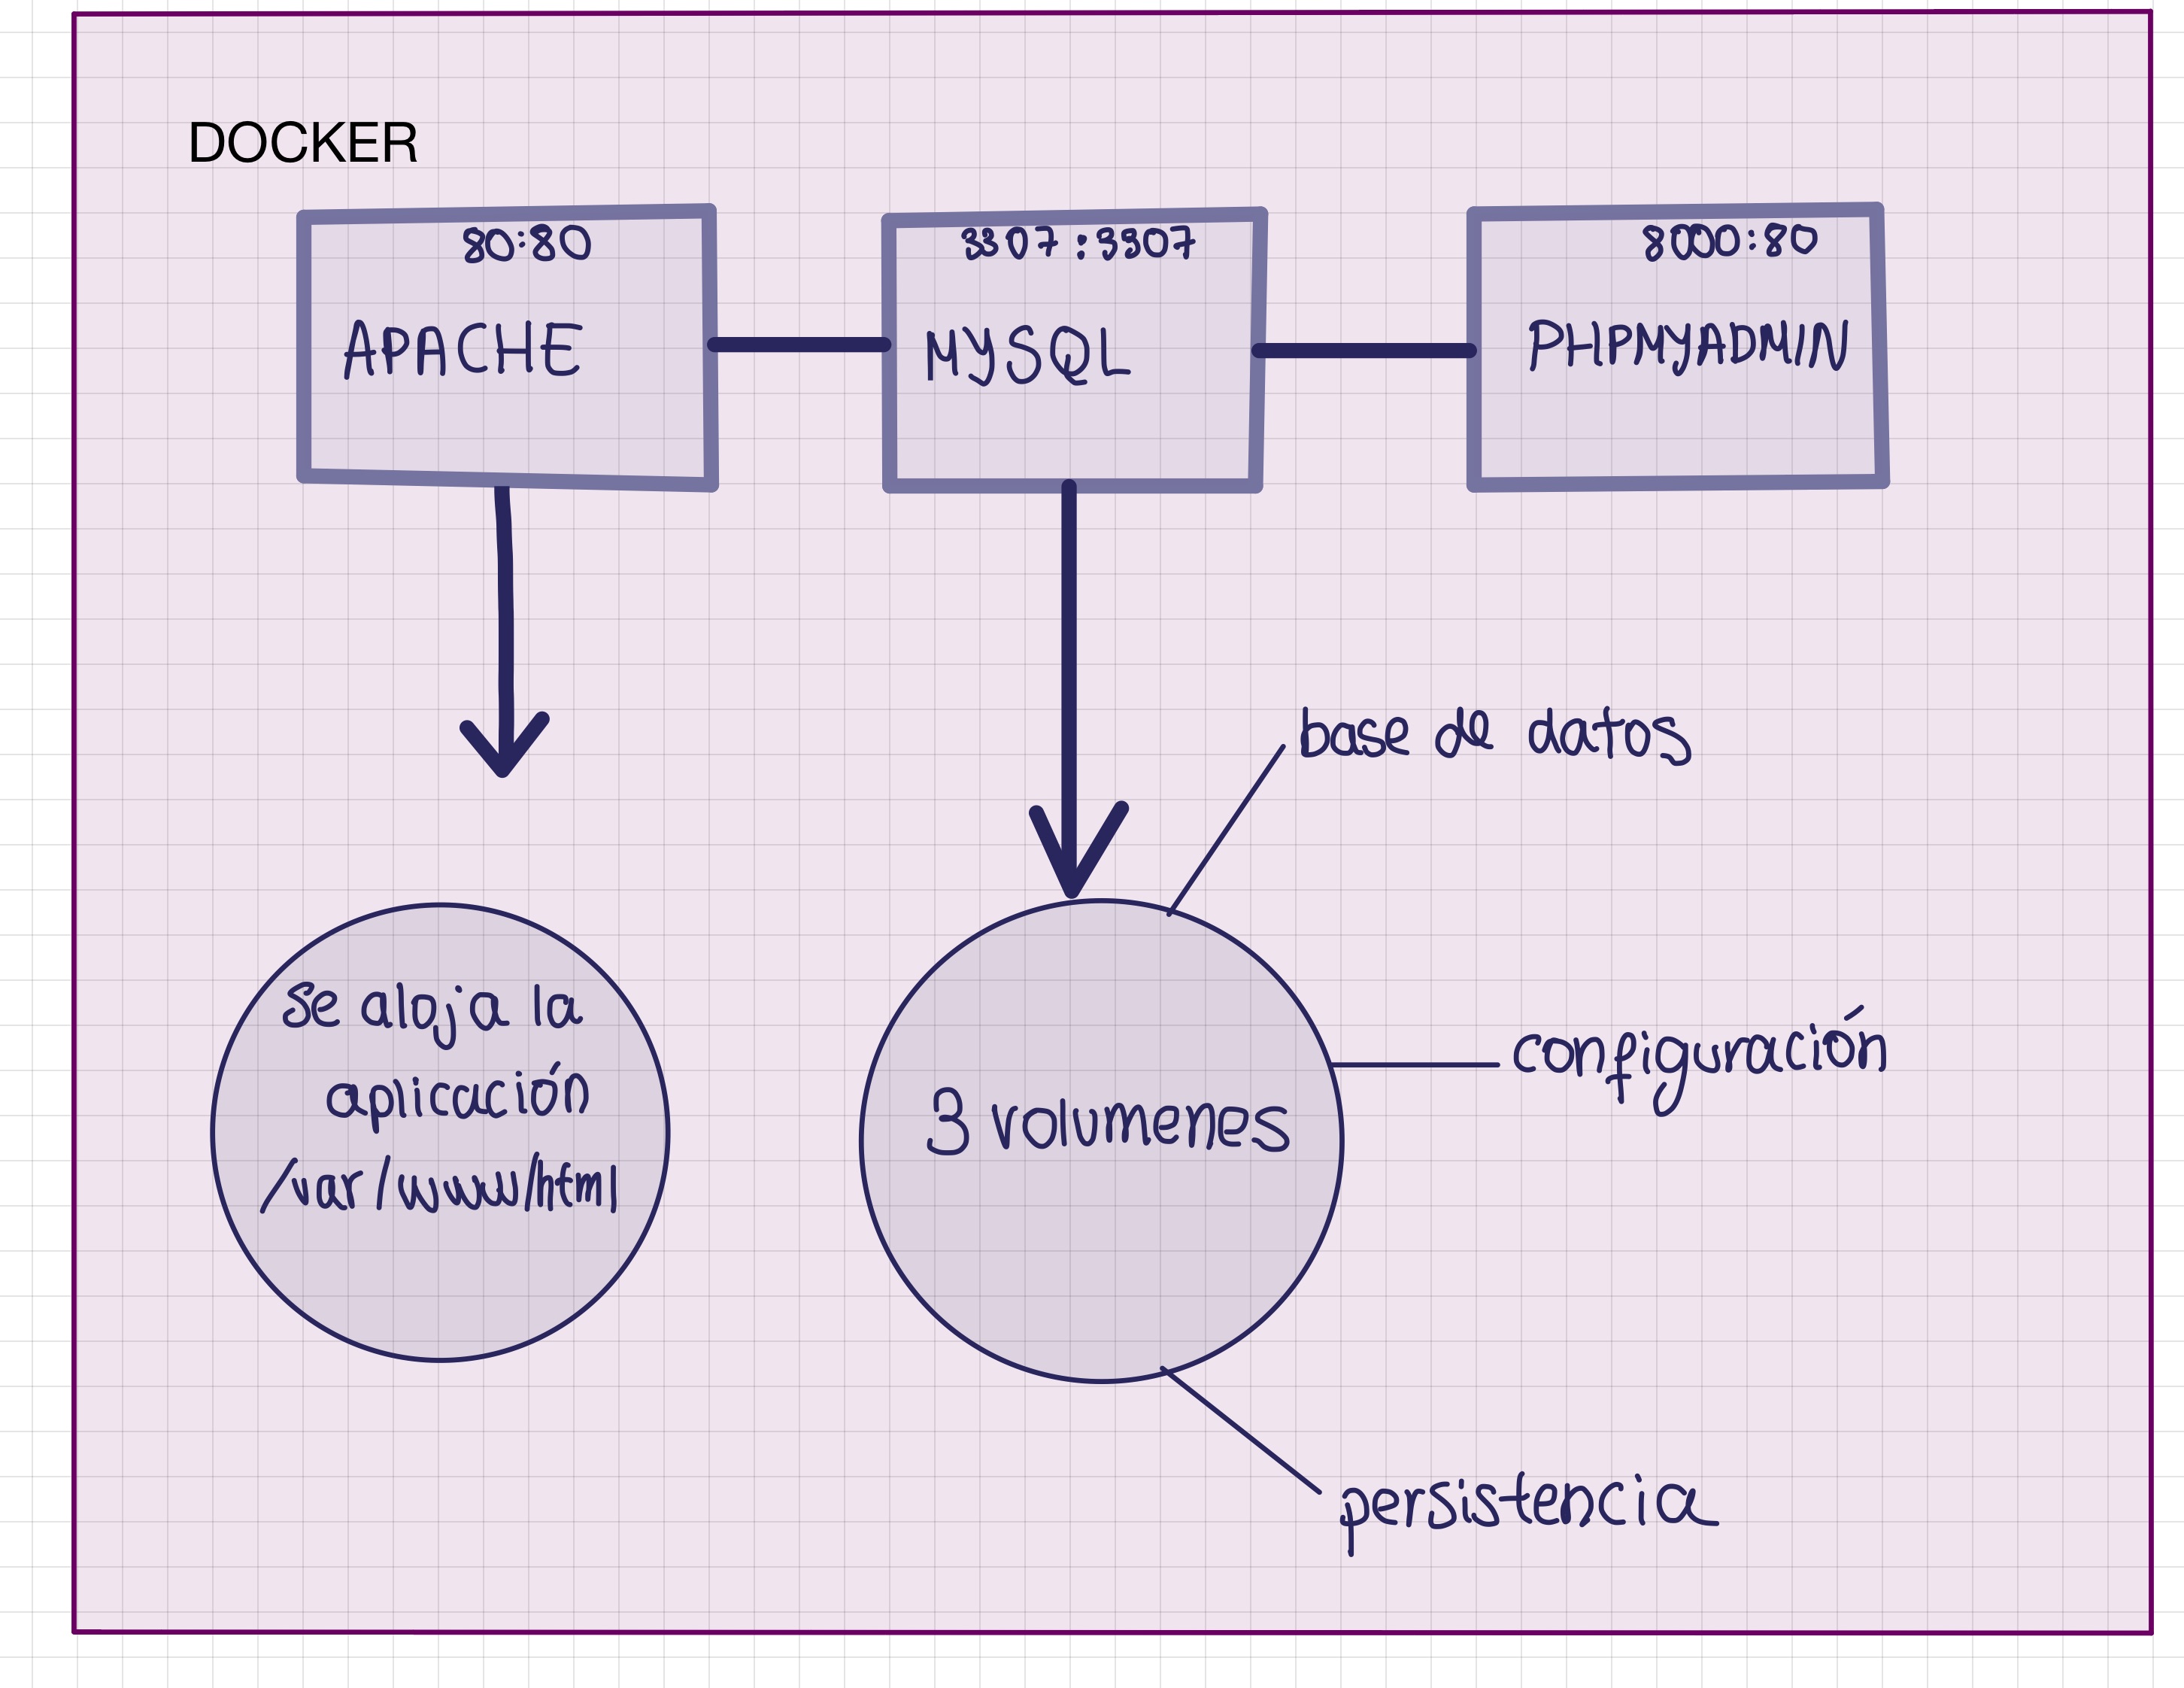 DOCKER
80:80
APACHE
3307:3307
MYSQL
8000:80
PHPMYADMIN
base de datos
se aloja la
apicación
/var/www/html
3 volumenes
configuración
persistencia